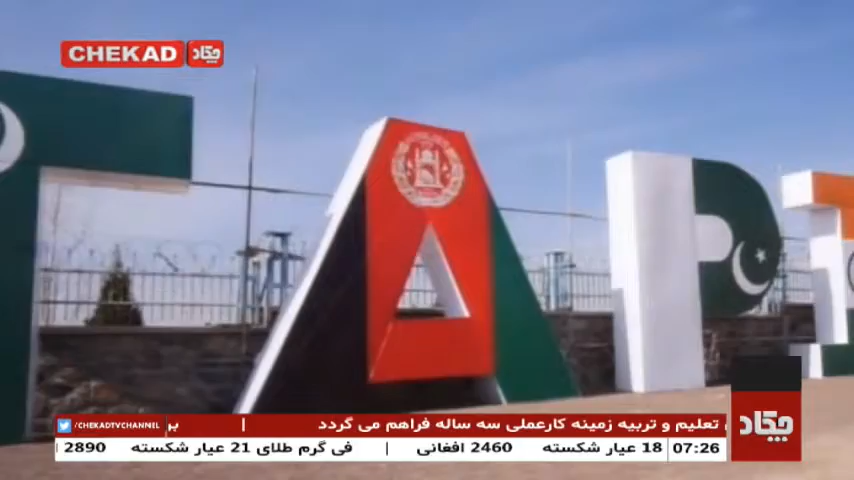 CHEKAD چکاد
TAPI
/CHEKADTVCHANNEL
تعلیم و تربیه زمینه کارعملی سه ساله فراهم می گردد |
18 عیار شکسته 2460 افغانی | فی گرم طلای 21 عیار شکسته 2890
07:26
چکاد